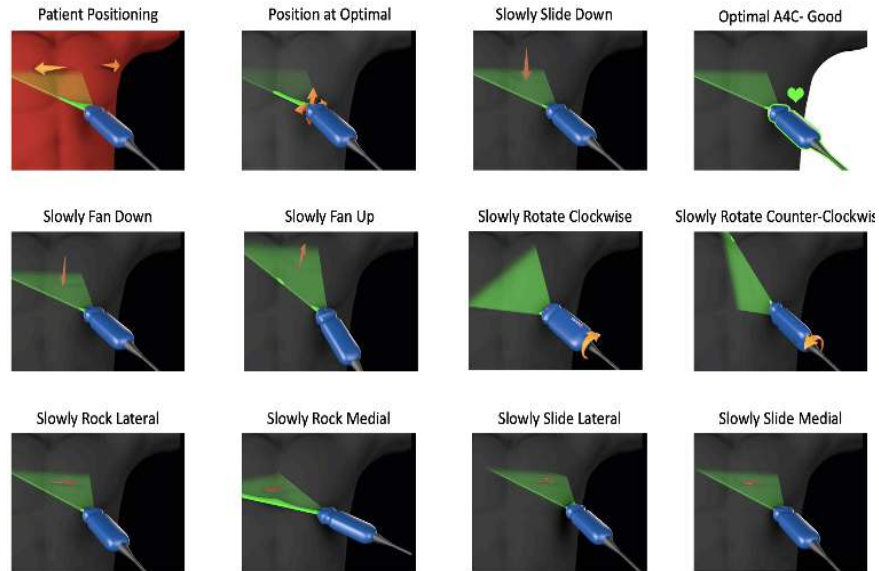 Patient Positioning
Position at Optimal
Slowly Slide Down
Optimal A4C- Good
Slowly Fan Down
Slowly Fan Up
Slowly Rotate Clockwise
Slowly Rotate Counter-Clockwis
Slowly Rock Lateral
Slowly Rock Medial
Slowly Slide Lateral
Slowly Slide Medial